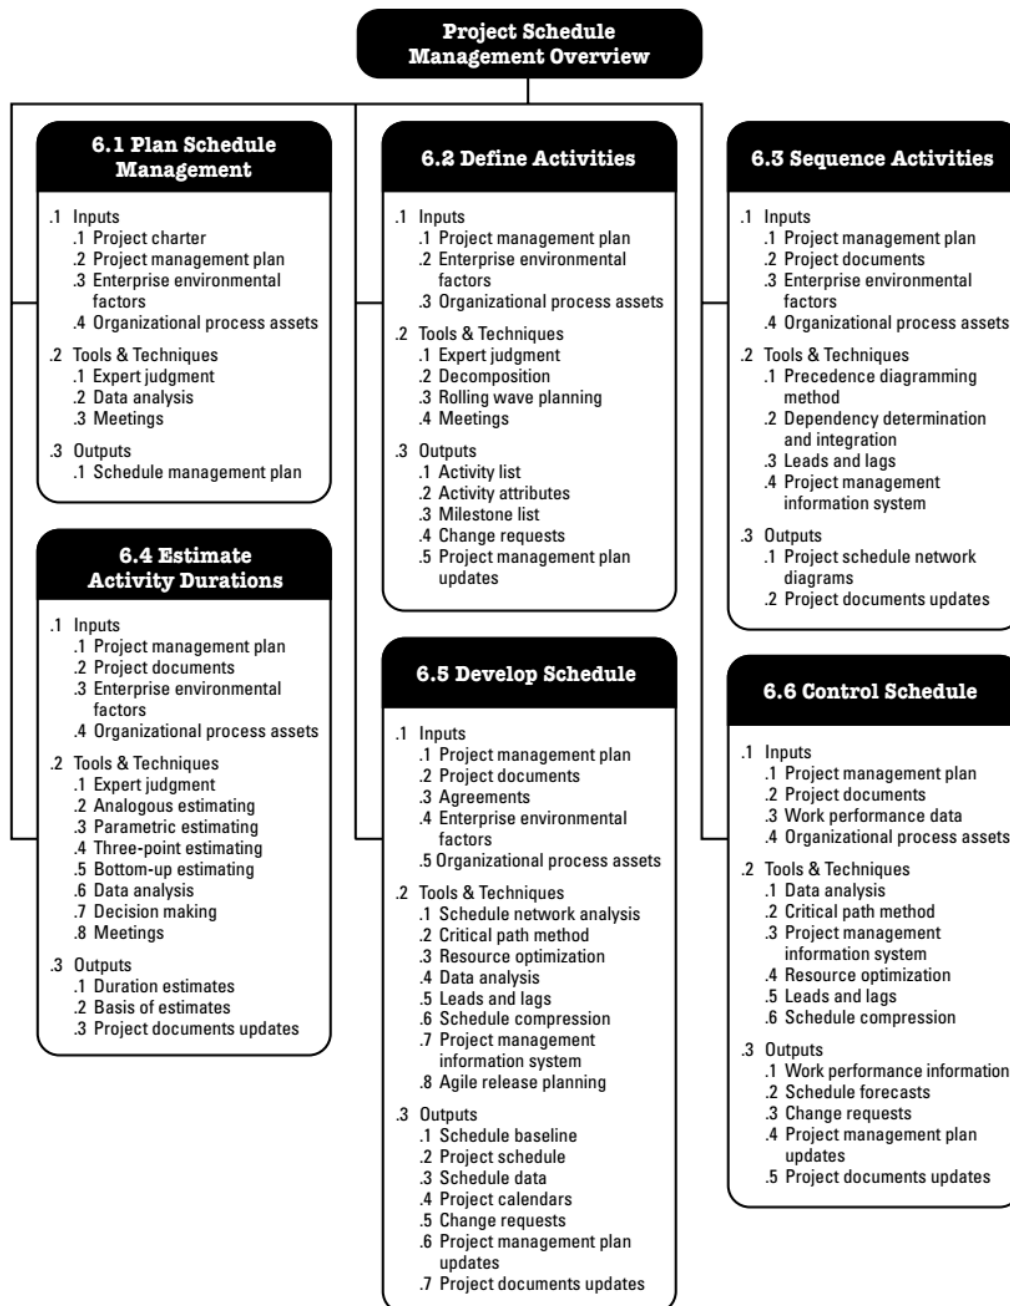 Project Schedule
Management Overview
6.1 Plan Schedule
Management
.1 Inputs
.1 Project charter
.2 Project management plan
.3 Enterprise environmental
factors
.4 Organizational process assets
.2 Tools & Techniques
.1 Expert judgment
.2 Data analysis
.3 Meetings
.3 Outputs
.1 Schedule management plan
6.2 Define Activities
.1 Inputs
.1 Project management plan
.2 Enterprise environmental
factors
.3 Organizational process assets
.2 Tools & Techniques
.1 Expert judgment
.2 Decomposition
.3 Rolling wave planning
.4 Meetings
.3 Outputs
.1 Activity list
.2 Activity attributes
.3 Milestone list
.4 Change requests
.5 Project management plan
updates
6.3 Sequence Activities
.1 Inputs
.1 Project management plan
.2 Project documents
.3 Enterprise environmental
factors
.4 Organizational process assets
.2 Tools & Techniques
.1 Precedence diagramming
method
.2 Dependency determination
and integration
.3 Leads and lags
.4 Project management
information system
.3 Outputs
.1 Project schedule network
diagrams
.2 Project documents updates
6.4 Estimate
Activity Durations
.1 Inputs
.1 Project management plan
.2 Project documents
.3 Enterprise environmental
factors
.4 Organizational process assets
.2 Tools & Techniques
.1 Expert judgment
.2 Analogous estimating
.3 Parametric estimating
.4 Three-point estimating
.5 Bottom-up estimating
.6 Data analysis
.7 Decision making
.8 Meetings
.3 Outputs
.1 Duration estimates
.2 Basis of estimates
.3 Project documents updates
6.5 Develop Schedule
.1 Inputs
.1 Project management plan
.2 Project documents
.3 Agreements
.4 Enterprise environmental
factors
.5 Organizational process assets
.2 Tools & Techniques
.1 Schedule network analysis
.2 Critical path method
.3 Resource optimization
.4 Data analysis
.5 Leads and lags
.6 Schedule compression
.7 Project management
information system
.8 Agile release planning
.3 Outputs
.1 Schedule baseline
.2 Project schedule
.3 Schedule data
.4 Project calendars
.5 Change requests
.6 Project management plan
updates
.7 Project documents updates
6.6 Control Schedule
.1 Inputs
.1 Project management plan
.2 Project documents
.3 Work performance data
.4 Organizational process assets
.2 Tools & Techniques
.1 Data analysis
.2 Critical path method
.3 Project management
information system
.4 Resource optimization
.5 Leads and lags
.6 Schedule compression
.3 Outputs
.1 Work performance information
.2 Schedule forecasts
.3 Change requests
.4 Project management plan
updates
.5 Project documents updates